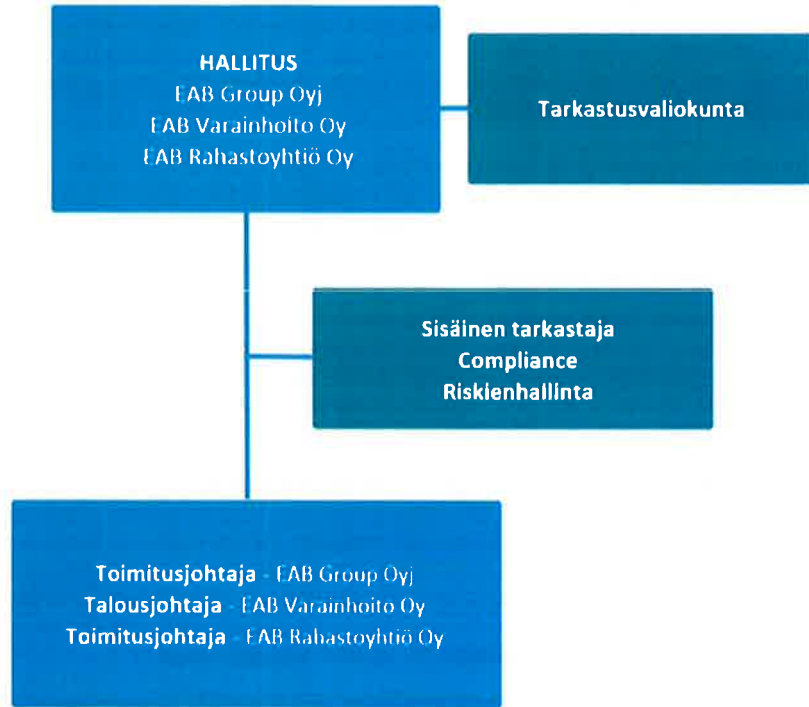 HALLITUS
EAB Group Oyj
EAB Varainhoito Oy
EAB Rahastoyhtiö Oy
Tarkastusvaliokunta
Sisäinen tarkastaja
Compliance
Riskienhallinta
Toimitusjohtaja - EAB Group Oyj
Talousjohtaja - EAB Varainhoito Oy
Toimitusjohtaja - EAB Rahastoyhtiö Oy